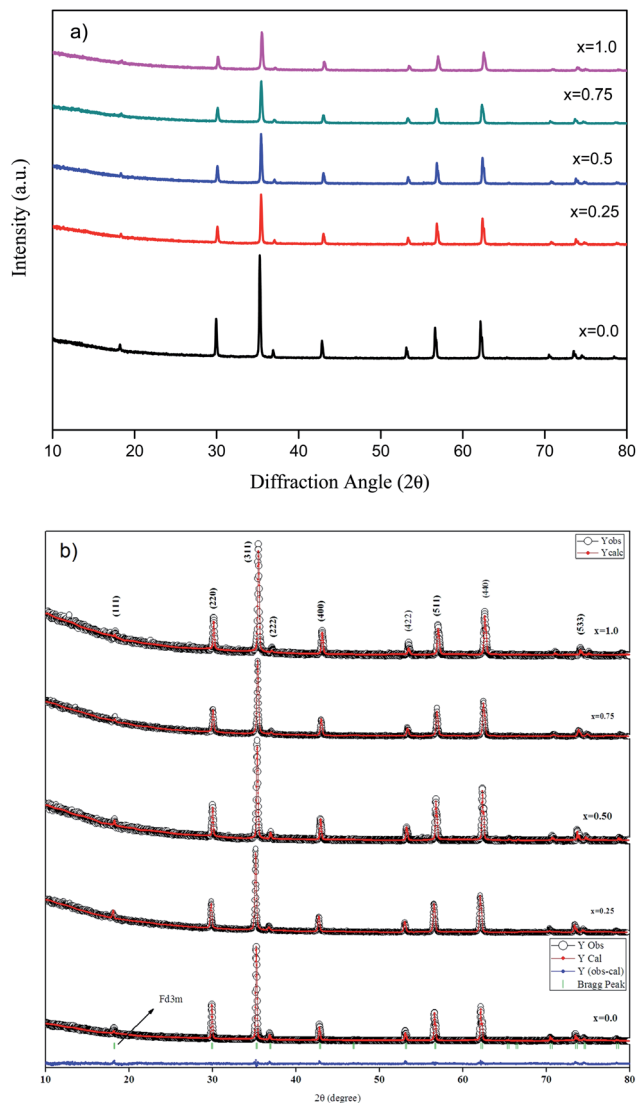 a)
x=1.0
x=0.75
x=0.5
x=0.25
x=0.0
Intensity (a.u.)
10 20 30 40 50 60 70 80
Diffraction Angle (2θ)
b)
Y obs
Ycalc
(111)
(220)
(311)
(222)
(400)
(422)
(511)
(440)
(533)
x=1.0
x=0.75
x=0.50
x=0.25
Y Obs
Y Cal
Y (obs-cal)
Bragg Peak
Fd3m
x=0.0
10 20 30 40 50 60 70 80
2θ (degree)